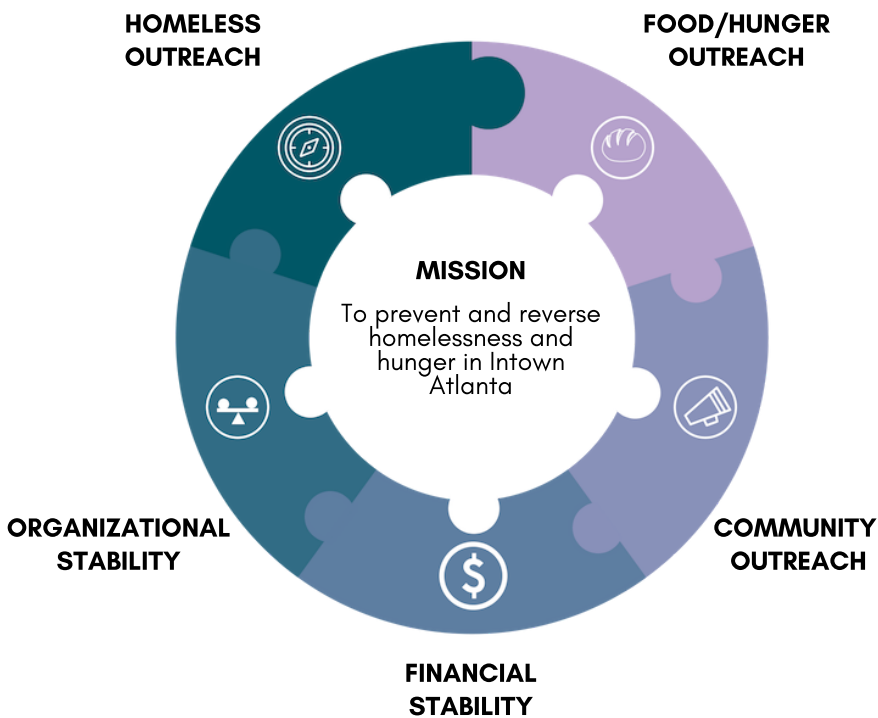 HOMELESS
OUTREACH
FOOD/HUNGER
OUTREACH
MISSION
To prevent and reverse
homelessness and
hunger in Intown
Atlanta
$
ORGANIZATIONAL
STABILITY
COMMUNITY
OUTREACH
FINANCIAL
STABILITY